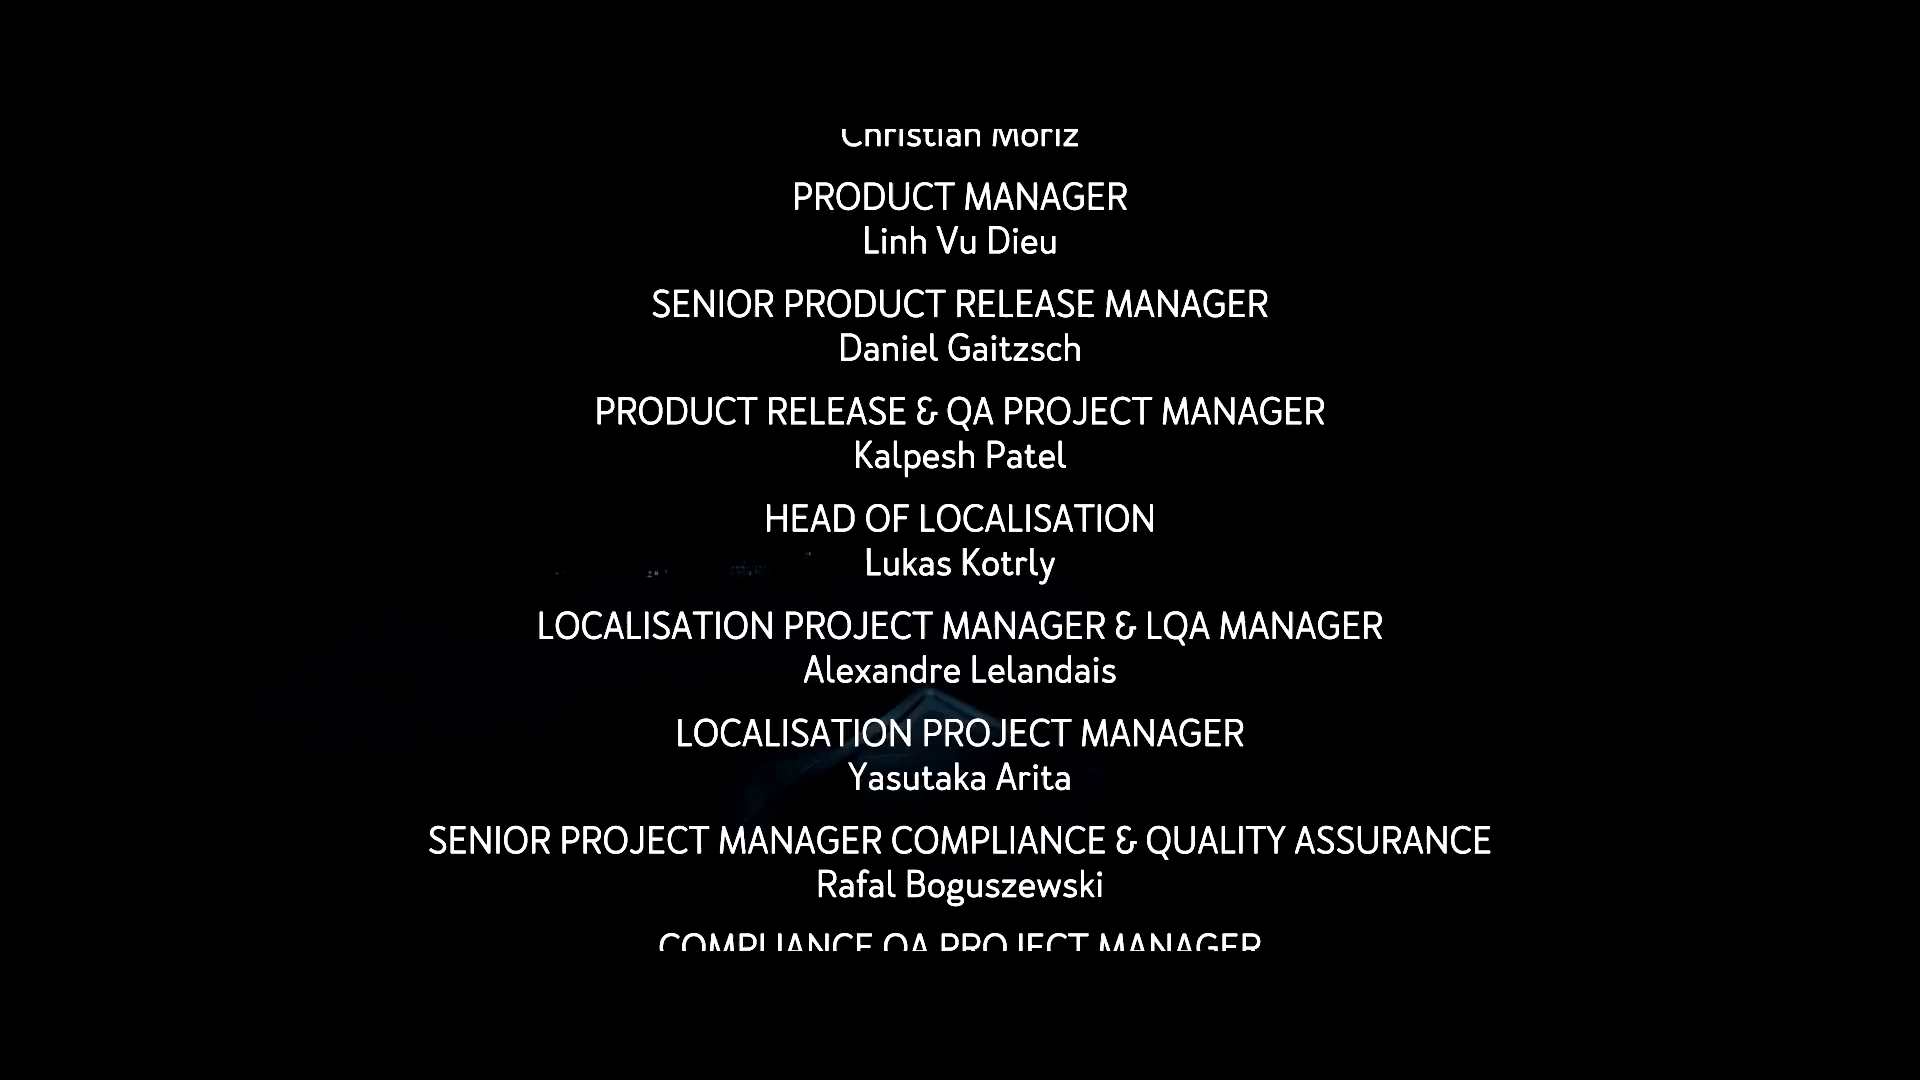 Christian Moriz
PRODUCT MANAGER
Linh Vu Dieu
SENIOR PRODUCT RELEASE MANAGER
Daniel Gaitzsch
PRODUCT RELEASE & QA PROJECT MANAGER
Kalpesh Patel
HEAD OF LOCALISATION
Lukas Kotrly
LOCALISATION PROJECT MANAGER & LQA MANAGER
Alexandre Lelandais
LOCALISATION PROJECT MANAGER
Yasutaka Arita
SENIOR PROJECT MANAGER COMPLIANCE & QUALITY ASSURANCE
Rafal Boguszewski
COMPLIANCE QA PROJECT MANAGER